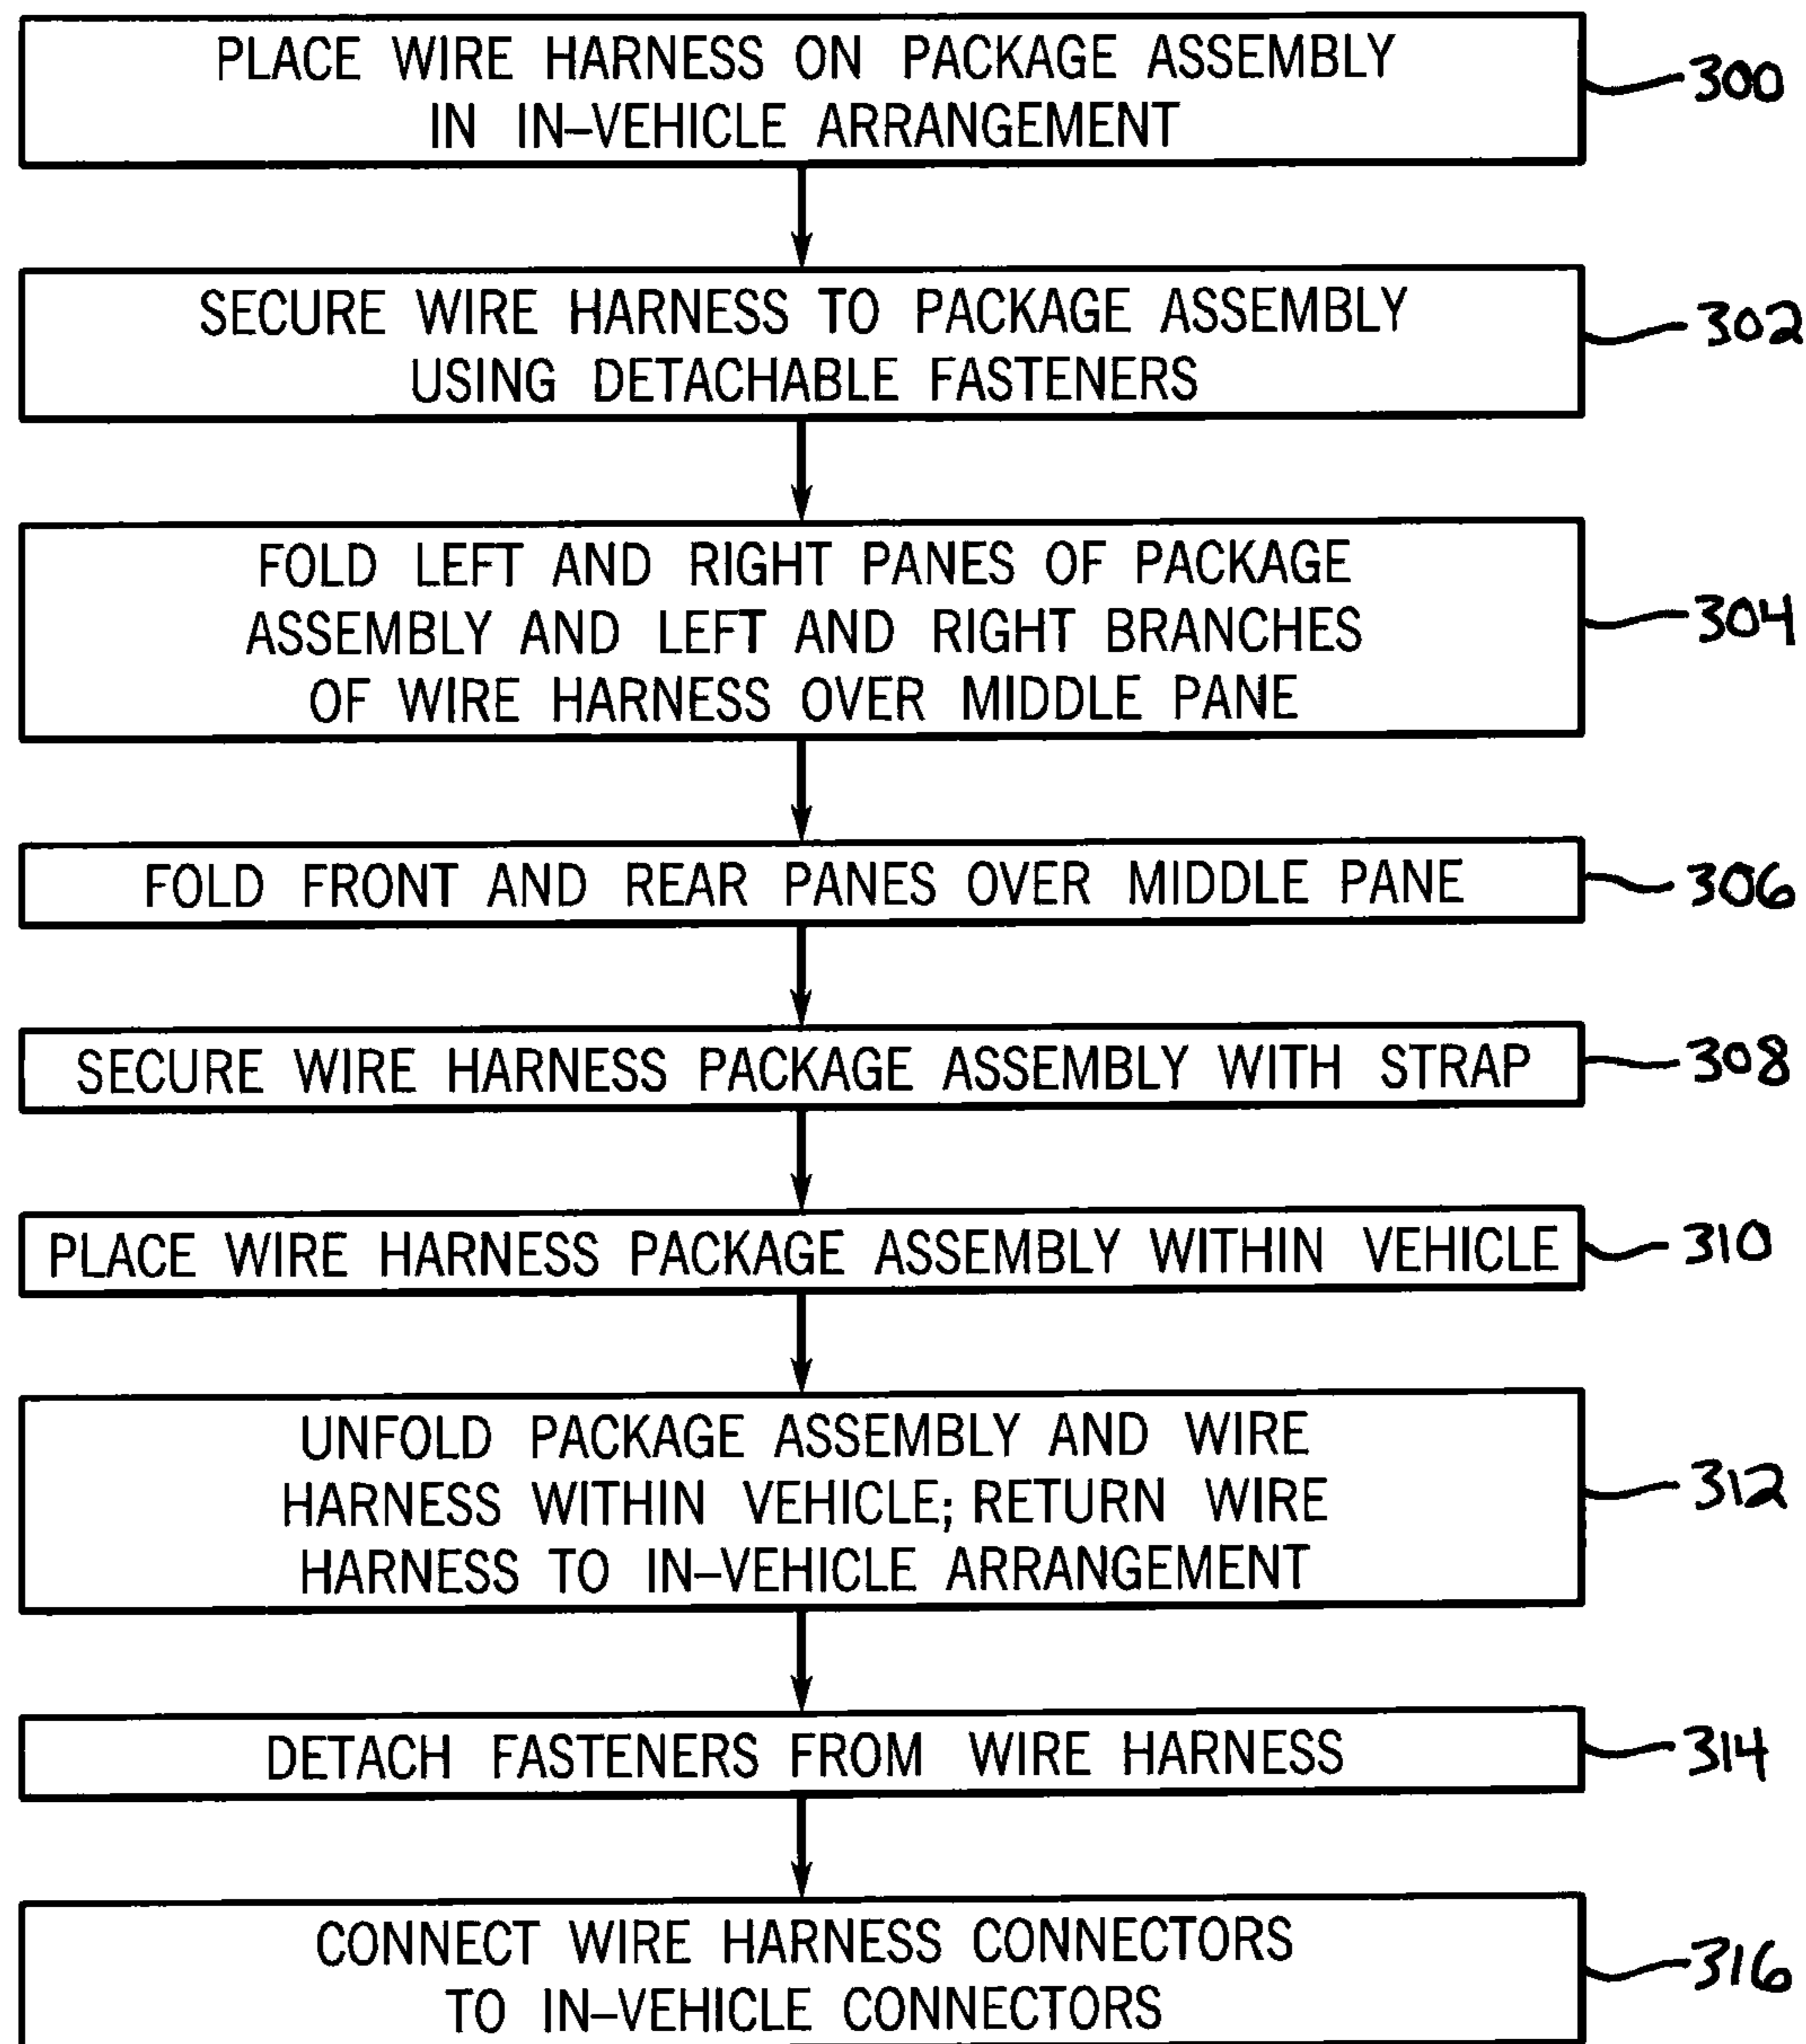 PLACE WIRE HARNESS ON PACKAGE ASSEMBLY
IN IN–VEHICLE ARRANGEMENT
300
SECURE WIRE HARNESS TO PACKAGE ASSEMBLY
USING DETACHABLE FASTENERS
302
FOLD LEFT AND RIGHT PANES OF PACKAGE
ASSEMBLY AND LEFT AND RIGHT BRANCHES
OF WIRE HARNESS OVER MIDDLE PANE
304
FOLD FRONT AND REAR PANES OVER MIDDLE PANE
306
SECURE WIRE HARNESS PACKAGE ASSEMBLY WITH STRAP
308
PLACE WIRE HARNESS PACKAGE ASSEMBLY WITHIN VEHICLE
310
UNFOLD PACKAGE ASSEMBLY AND WIRE
HARNESS WITHIN VEHICLE; RETURN WIRE
HARNESS TO IN–VEHICLE ARRANGEMENT
312
DETACH FASTENERS FROM WIRE HARNESS
314
CONNECT WIRE HARNESS CONNECTORS
TO IN–VEHICLE CONNECTORS
316